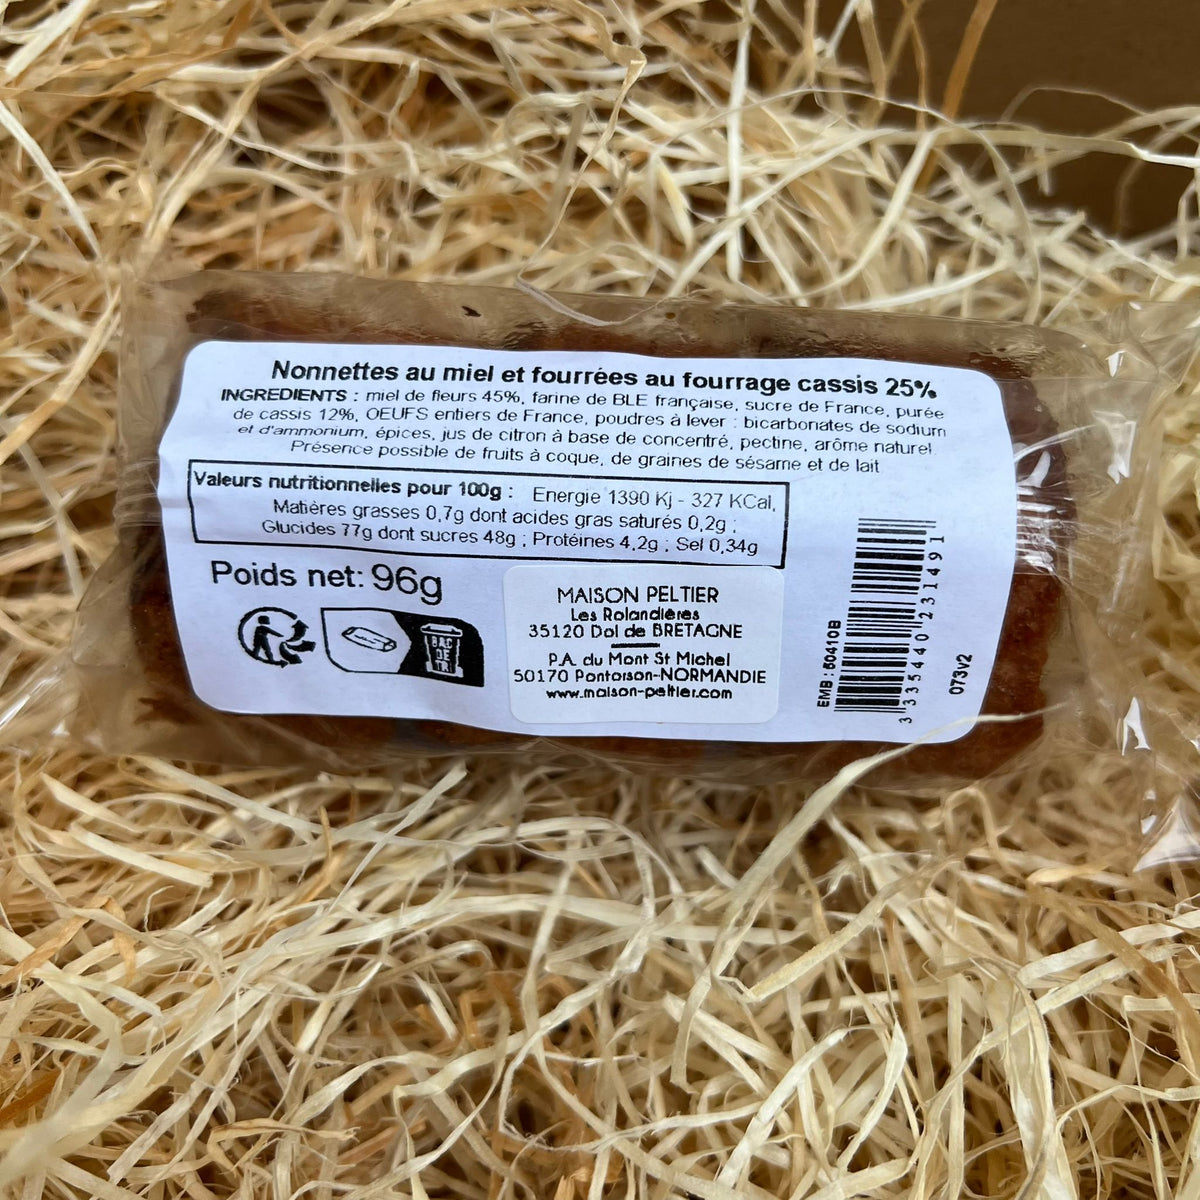 Nonnettes au miel et fourrées au fourrage cassis 25%
INGREDIENTS : miel de fleurs 45%, farine de BLE française, sucre de France, purée
de cassis 12%, OEUFS entiers de France, poudres à lever : bicarbonates de sodium
et d'ammonium, épices, jus de citron à base de concentré, pectine, arôme naturel.
Présence possible de fruits à coque, de graines de sésame et de lait
Valeurs nutritionnelles pour 100g : Energie 1390 Kj - 327 KCal,
Matières grasses 0,7g dont acides gras saturés 0,2g ;
Glucides 77g dont sucres 48g ; Protéines 4,2g ; Sel 0,34g
Poids net: 96g
BAC
DE
TRI
MAISON PELTIER
Les Rolandières
35120 Dol de BRETAGNE
P.A. du Mont St Michel
50170 Pontorson-NORMANDIE
www.maison-peltier.com
EMB : 50410B
3 335440 231491
073V2